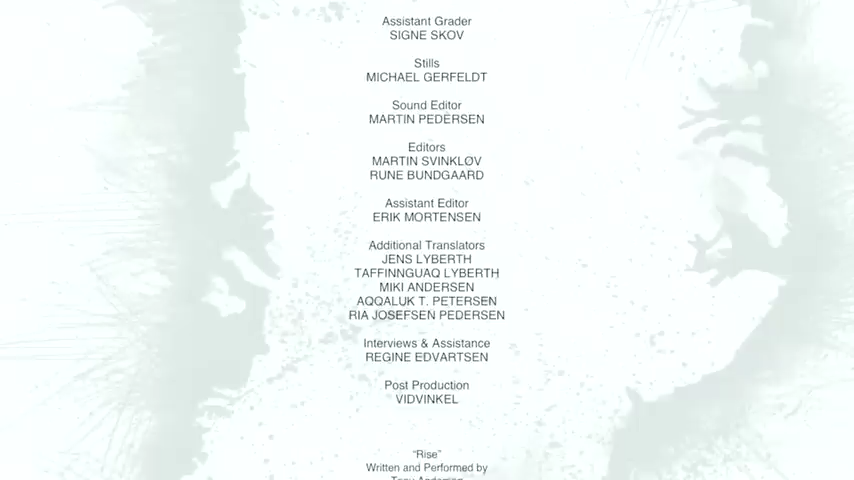 Assistant Grader
SIGNE SKOV
Stills
MICHAEL GERFELDT
Sound Editor
MARTIN PEDERSEN
Editors
MARTIN SVINKLØV
RUNE BUNDGAARD
Assistant Editor
ERIK MORTENSEN
Additional Translators
JENS LYBERTH
TAFFINNGUAQ LYBERTH
MIKI ANDERSEN
AQQALUK T. PETERSEN
RIA JOSEFSEN PEDERSEN
Interviews & Assistance
REGINE EDVARTSEN
Post Production
VIDVINKEL
“Rise”
Written and Performed by